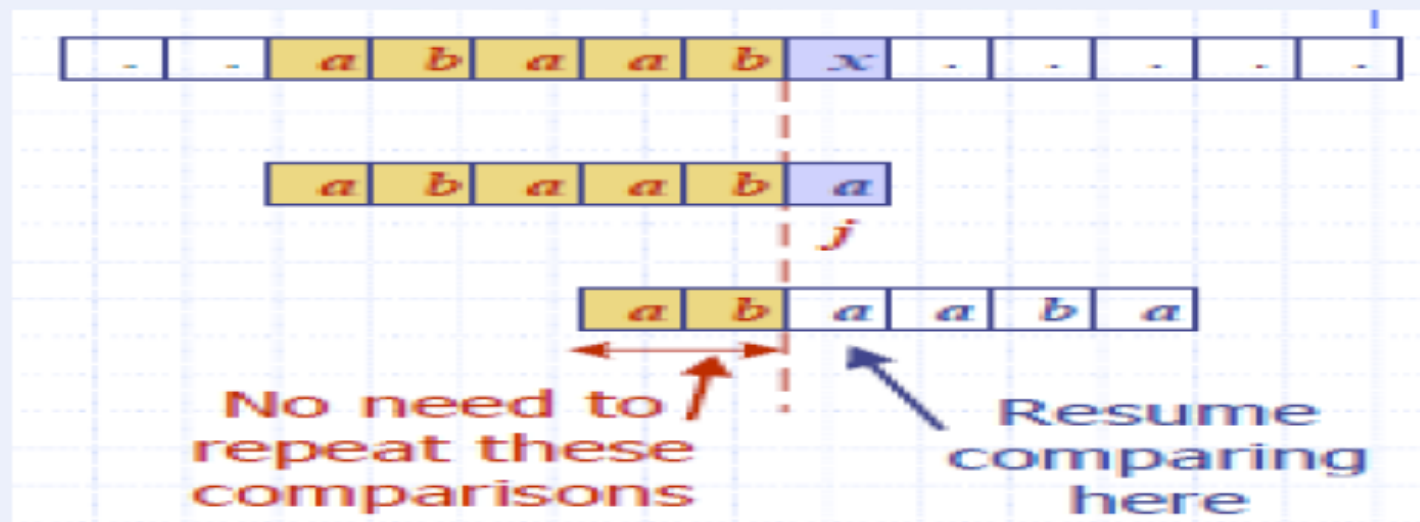 . . a b a a b x . . . . .
a b a a b a
j
a b a a b a
No need to
repeat these
comparisons
Resume
comparing
here